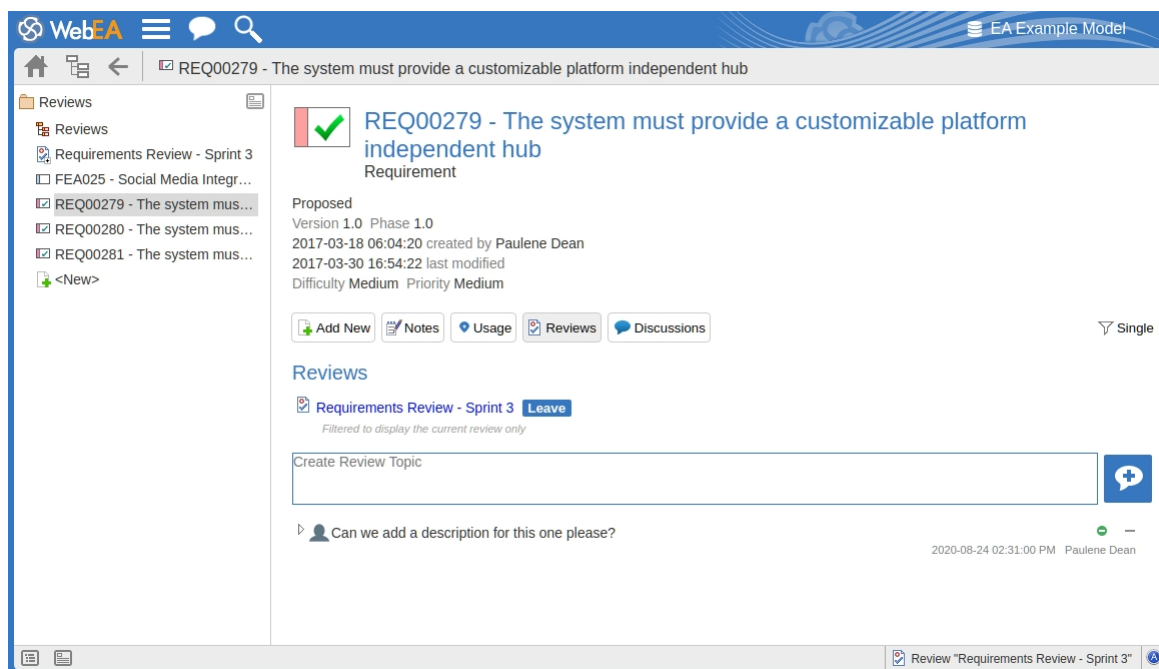 WebEA
EA Example Model
REQ00279 - The system must provide a customizable platform independent hub
Reviews
Reviews
Requirements Review - Sprint 3
FEA025 - Social Media Integr...
REQ00279 - The system mus...
REQ00280 - The system mus...
REQ00281 - The system mus...
<New>
REQ00279 - The system must provide a customizable platform
independent hub
Requirement
Proposed
Version 1.0 Phase 1.0
2017-03-18 06:04:20 created by Paulene Dean
2017-03-30 16:54:22 last modified
Difficulty Medium Priority Medium
Add New Notes Usage Reviews Discussions Single
Reviews
Requirements Review - Sprint 3 Leave
Filtered to display the current review only
Create Review Topic
Can we add a description for this one please?
2020-08-24 02:31:00 PM Paulene Dean
Review "Requirements Review - Sprint 3" A